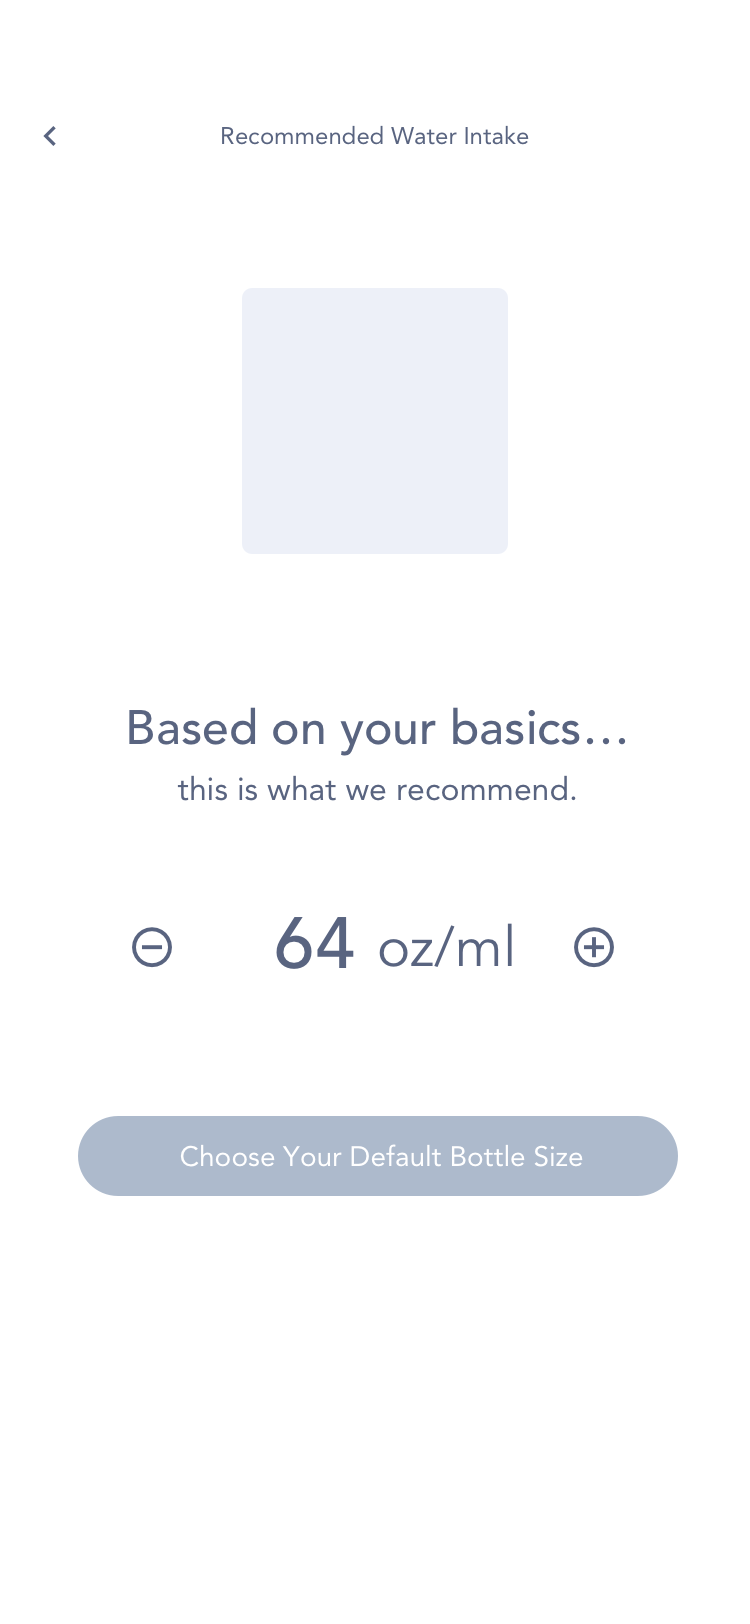 Recommended Water Intake
Based on your basics...
this is what we recommend.
64 oz/ml
Choose Your Default Bottle Size